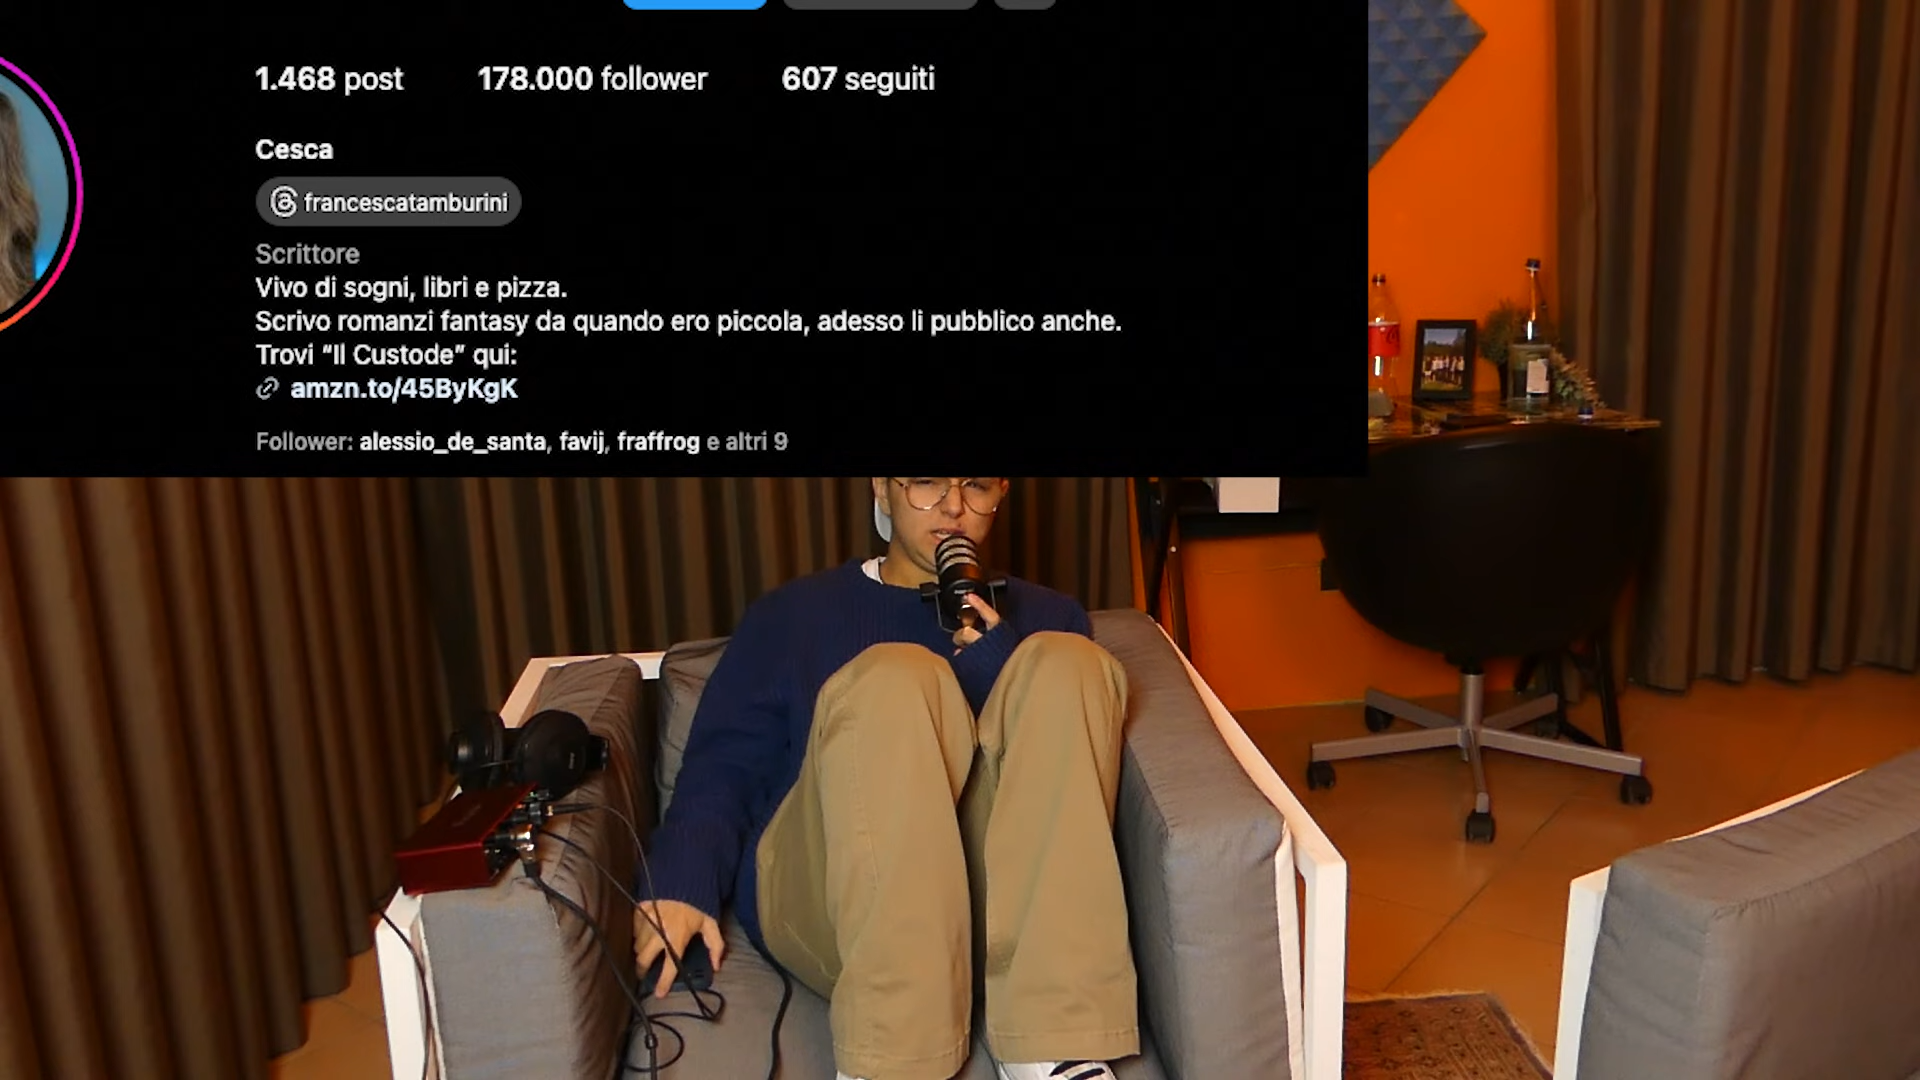 1.468 post 178.000 follower 607 seguiti
Cesca
francescatamburini
Scrittore
Vivo di sogni, libri e pizza.
Scrivo romanzi fantasy da quando ero piccola, adesso li pubblico anche.
Trovi “Il Custode” qui:
amzn.to/45ByKgK
Follower: alessio_de_santa, favij, fraffrog e altri 9